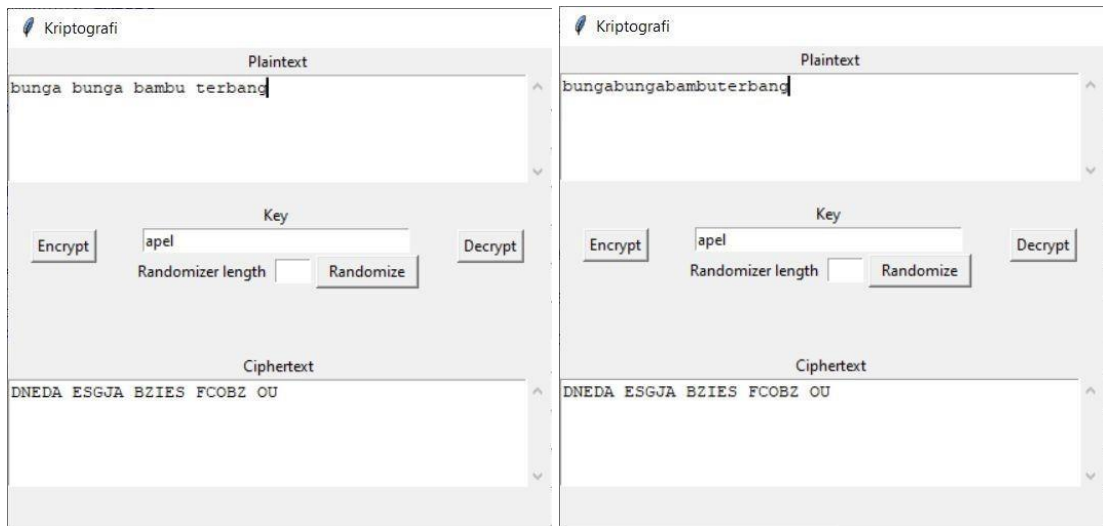 Kriptografi
Plaintext
bunga bunga bambu terbang
Key
Encrypt
apel
Decrypt
Randomizer length
Randomize
Ciphertext
DNEDA ESGJA BZIES FCOBZ OU
Kriptografi
Plaintext
bungabungabambuterbang
Key
Encrypt
apel
Decrypt
Randomizer length
Randomize
Ciphertext
DNEDA ESGJA BZIES FCOBZ OU